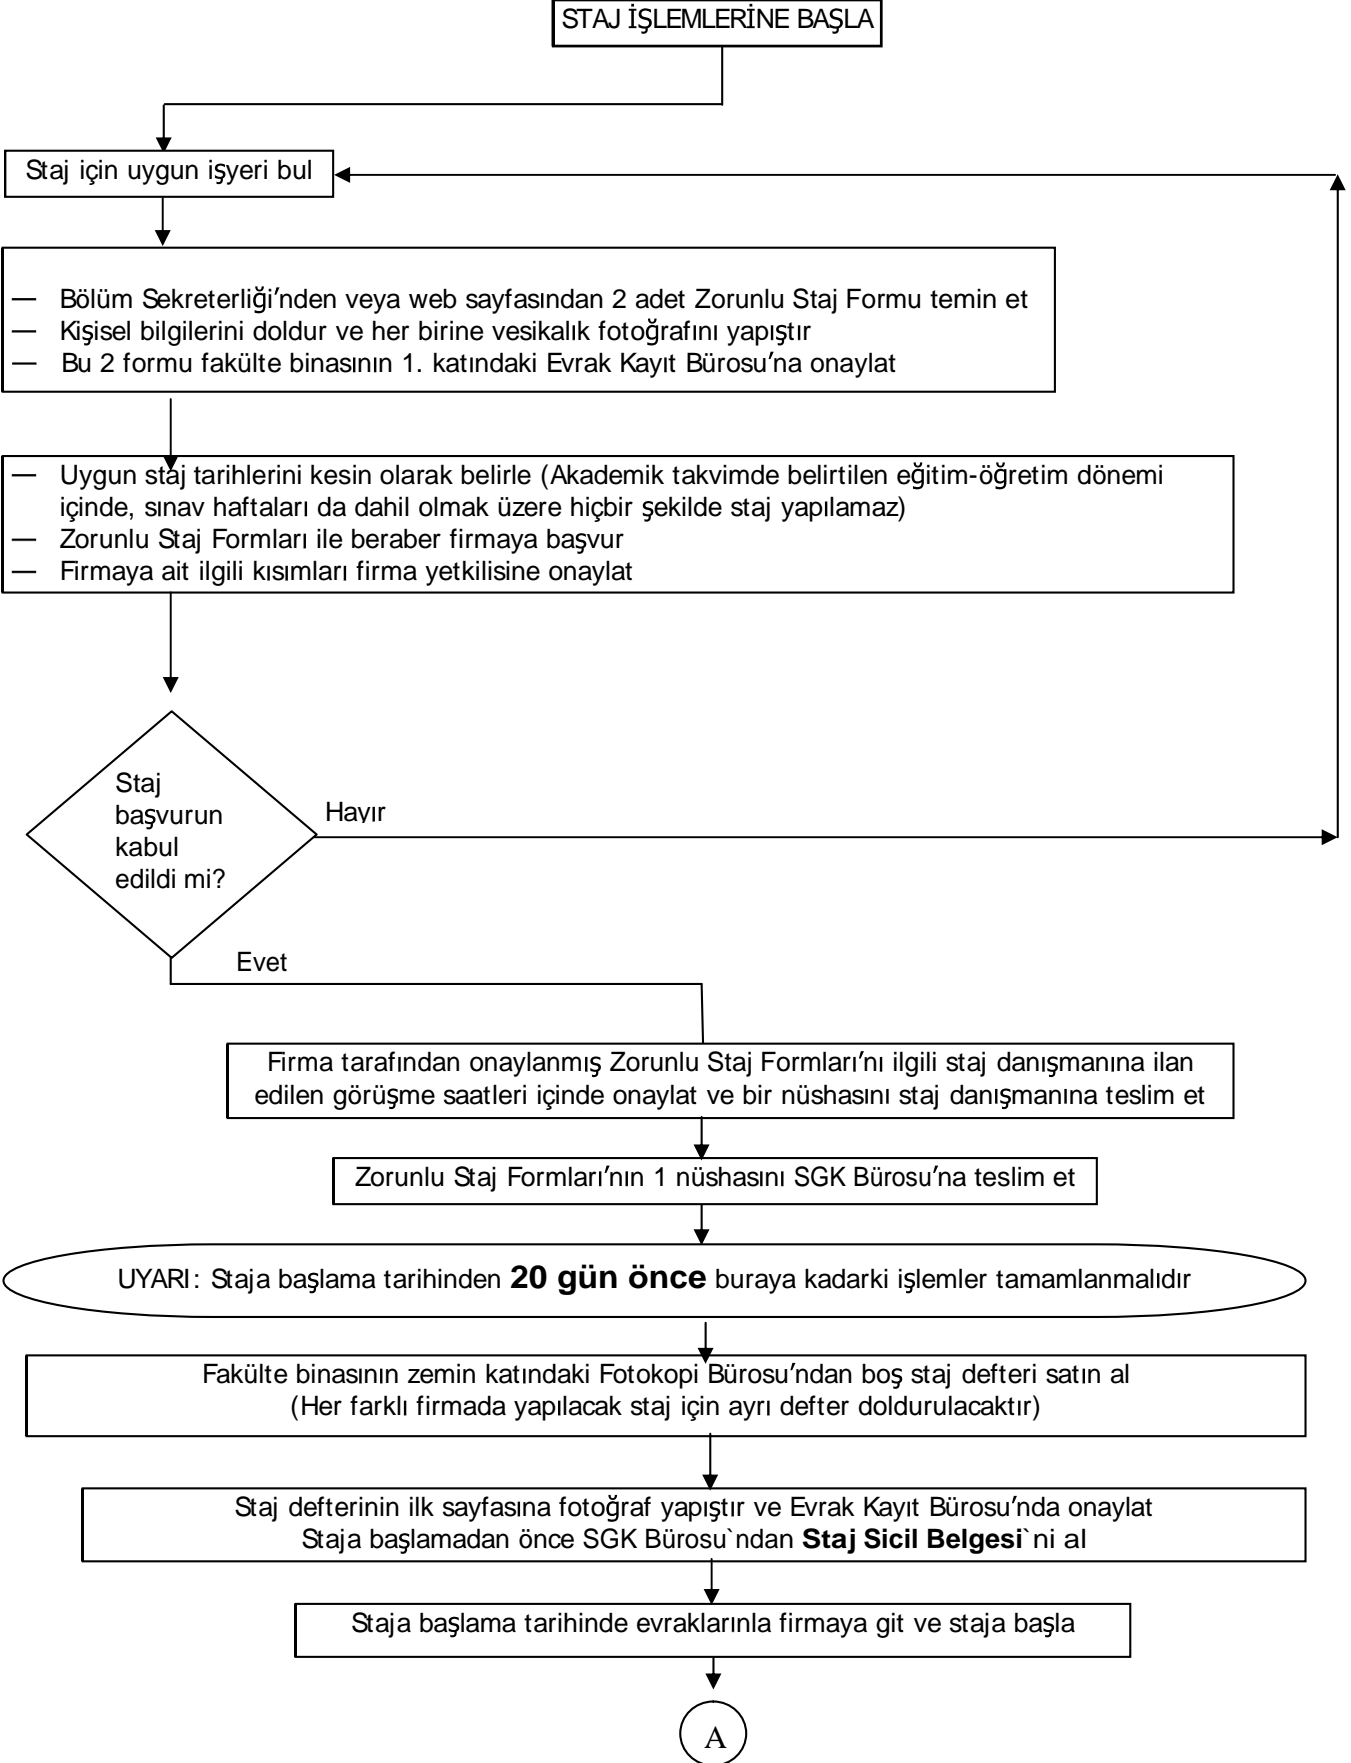 STAJ İŞLEMLERİNE BAŞLA
Staj için uygun işyeri bul
— Bölüm Sekreterliği'nden veya web sayfasından 2 adet Zorunlu Staj Formu temin et
— Kişisel bilgilerini doldur ve her birine vesikalık fotoğrafını yapıştır
— Bu 2 formu fakülte binasının 1. katındaki Evrak Kayıt Bürosu'na onaylat
— Uygun staj tarihlerini kesin olarak belirle (Akademik takvimde belirtilen eğitim-öğretim dönemi
içinde, sınav haftaları da dahil olmak üzere hiçbir şekilde staj yapılamaz)
— Zorunlu Staj Formları ile beraber firmaya başvur
— Firmaya ait ilgili kısımları firma yetkilisine onaylat
Staj
başvurun
kabul
edildi mi?
Hayır
Evet
Firma tarafından onaylanmış Zorunlu Staj Formları'nı ilgili staj danışmanına ilan
edilen görüşme saatleri içinde onaylat ve bir nüshasını staj danışmanına teslim et
Zorunlu Staj Formları'nın 1 nüshasını SGK Bürosu'na teslim et
UYARI: Staja başlama tarihinden 20 gün önce buraya kadarki işlemler tamamlanmalıdır
Fakülte binasının zemin katındaki Fotokopi Bürosu'ndan boş staj defteri satın al
(Her farklı firmada yapılacak staj için ayrı defter doldurulacaktır)
Staj defterinin ilk sayfasına fotoğraf yapıştır ve Evrak Kayıt Bürosu'nda onaylat
Staja başlamadan önce SGK Bürosu`ndan Staj Sicil Belgesi`ni al
Staja başlama tarihinde evraklarınla firmaya git ve staja başla
A